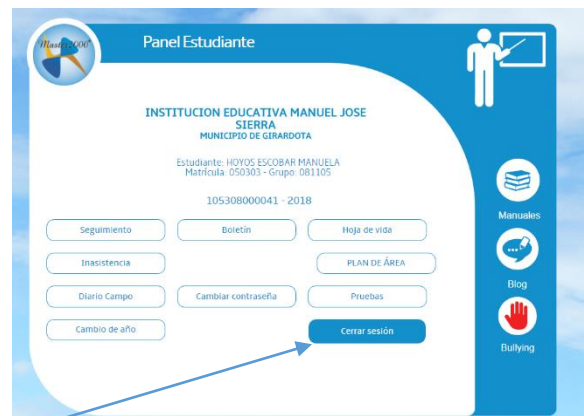 Master2000
Panel Estudiante
INSTITUCION EDUCATIVA MANUEL JOSE
SIERRA
MUNICIPIO DE GIRARDOTA
Estudiante: HOYOS ESCOBAR MANUELA
Matrícula: 050303 - Grupo: 081105
105308000041 - 2018
Seguimiento
Boletín
Hoja de vida
Inasistencia
PLAN DE ÁREA
Diario Campo
Cambiar contraseña
Pruebas
Cambio de año
Cerrar sesión
Manuales
Blog
Bullying